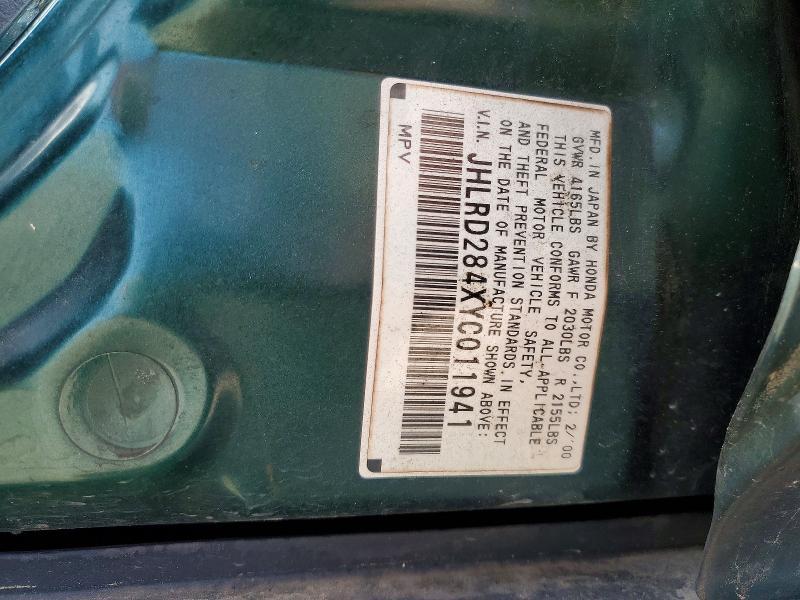 MFD. IN JAPAN BY HONDA MOTOR CO., LTD; 2/'00
GVWR 4165LBS GAWR F 2030LBS R 2155LBS
THIS VEHICLE CONFORMS TO ALL APPLICABLE
FEDERAL MOTOR VEHICLE SAFETY,
AND THEFT PREVENTION STANDARDS, IN EFFECT
ON THE DATE OF MANUFACTURE SHOWN ABOVE:
V.I.N. JHLRD284XYC011941
MPV